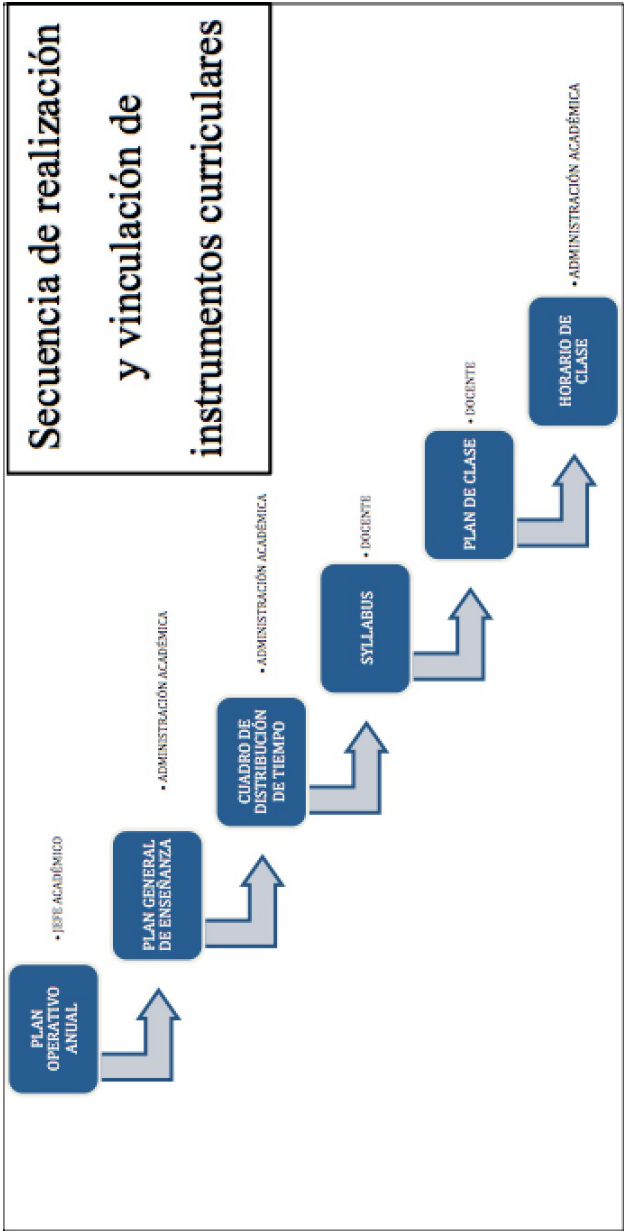 Secuencia de realización
y vinculación de
instrumentos curriculares
PLAN
OPERATIVO
ANUAL
• JEFE ACADÉMICO
PLAN GENERAL
DE ENSEÑANZA
• ADMINISTRACIÓN ACADÉMICA
CUADRO DE
DISTRIBUCIÓN
DE TIEMPO
• ADMINISTRACIÓN ACADÉMICA
SYLLABUS
• DOCENTE
PLAN DE CLASE
• DOCENTE
HORARIO DE
CLASE
• ADMINISTRACIÓN ACADÉMICA